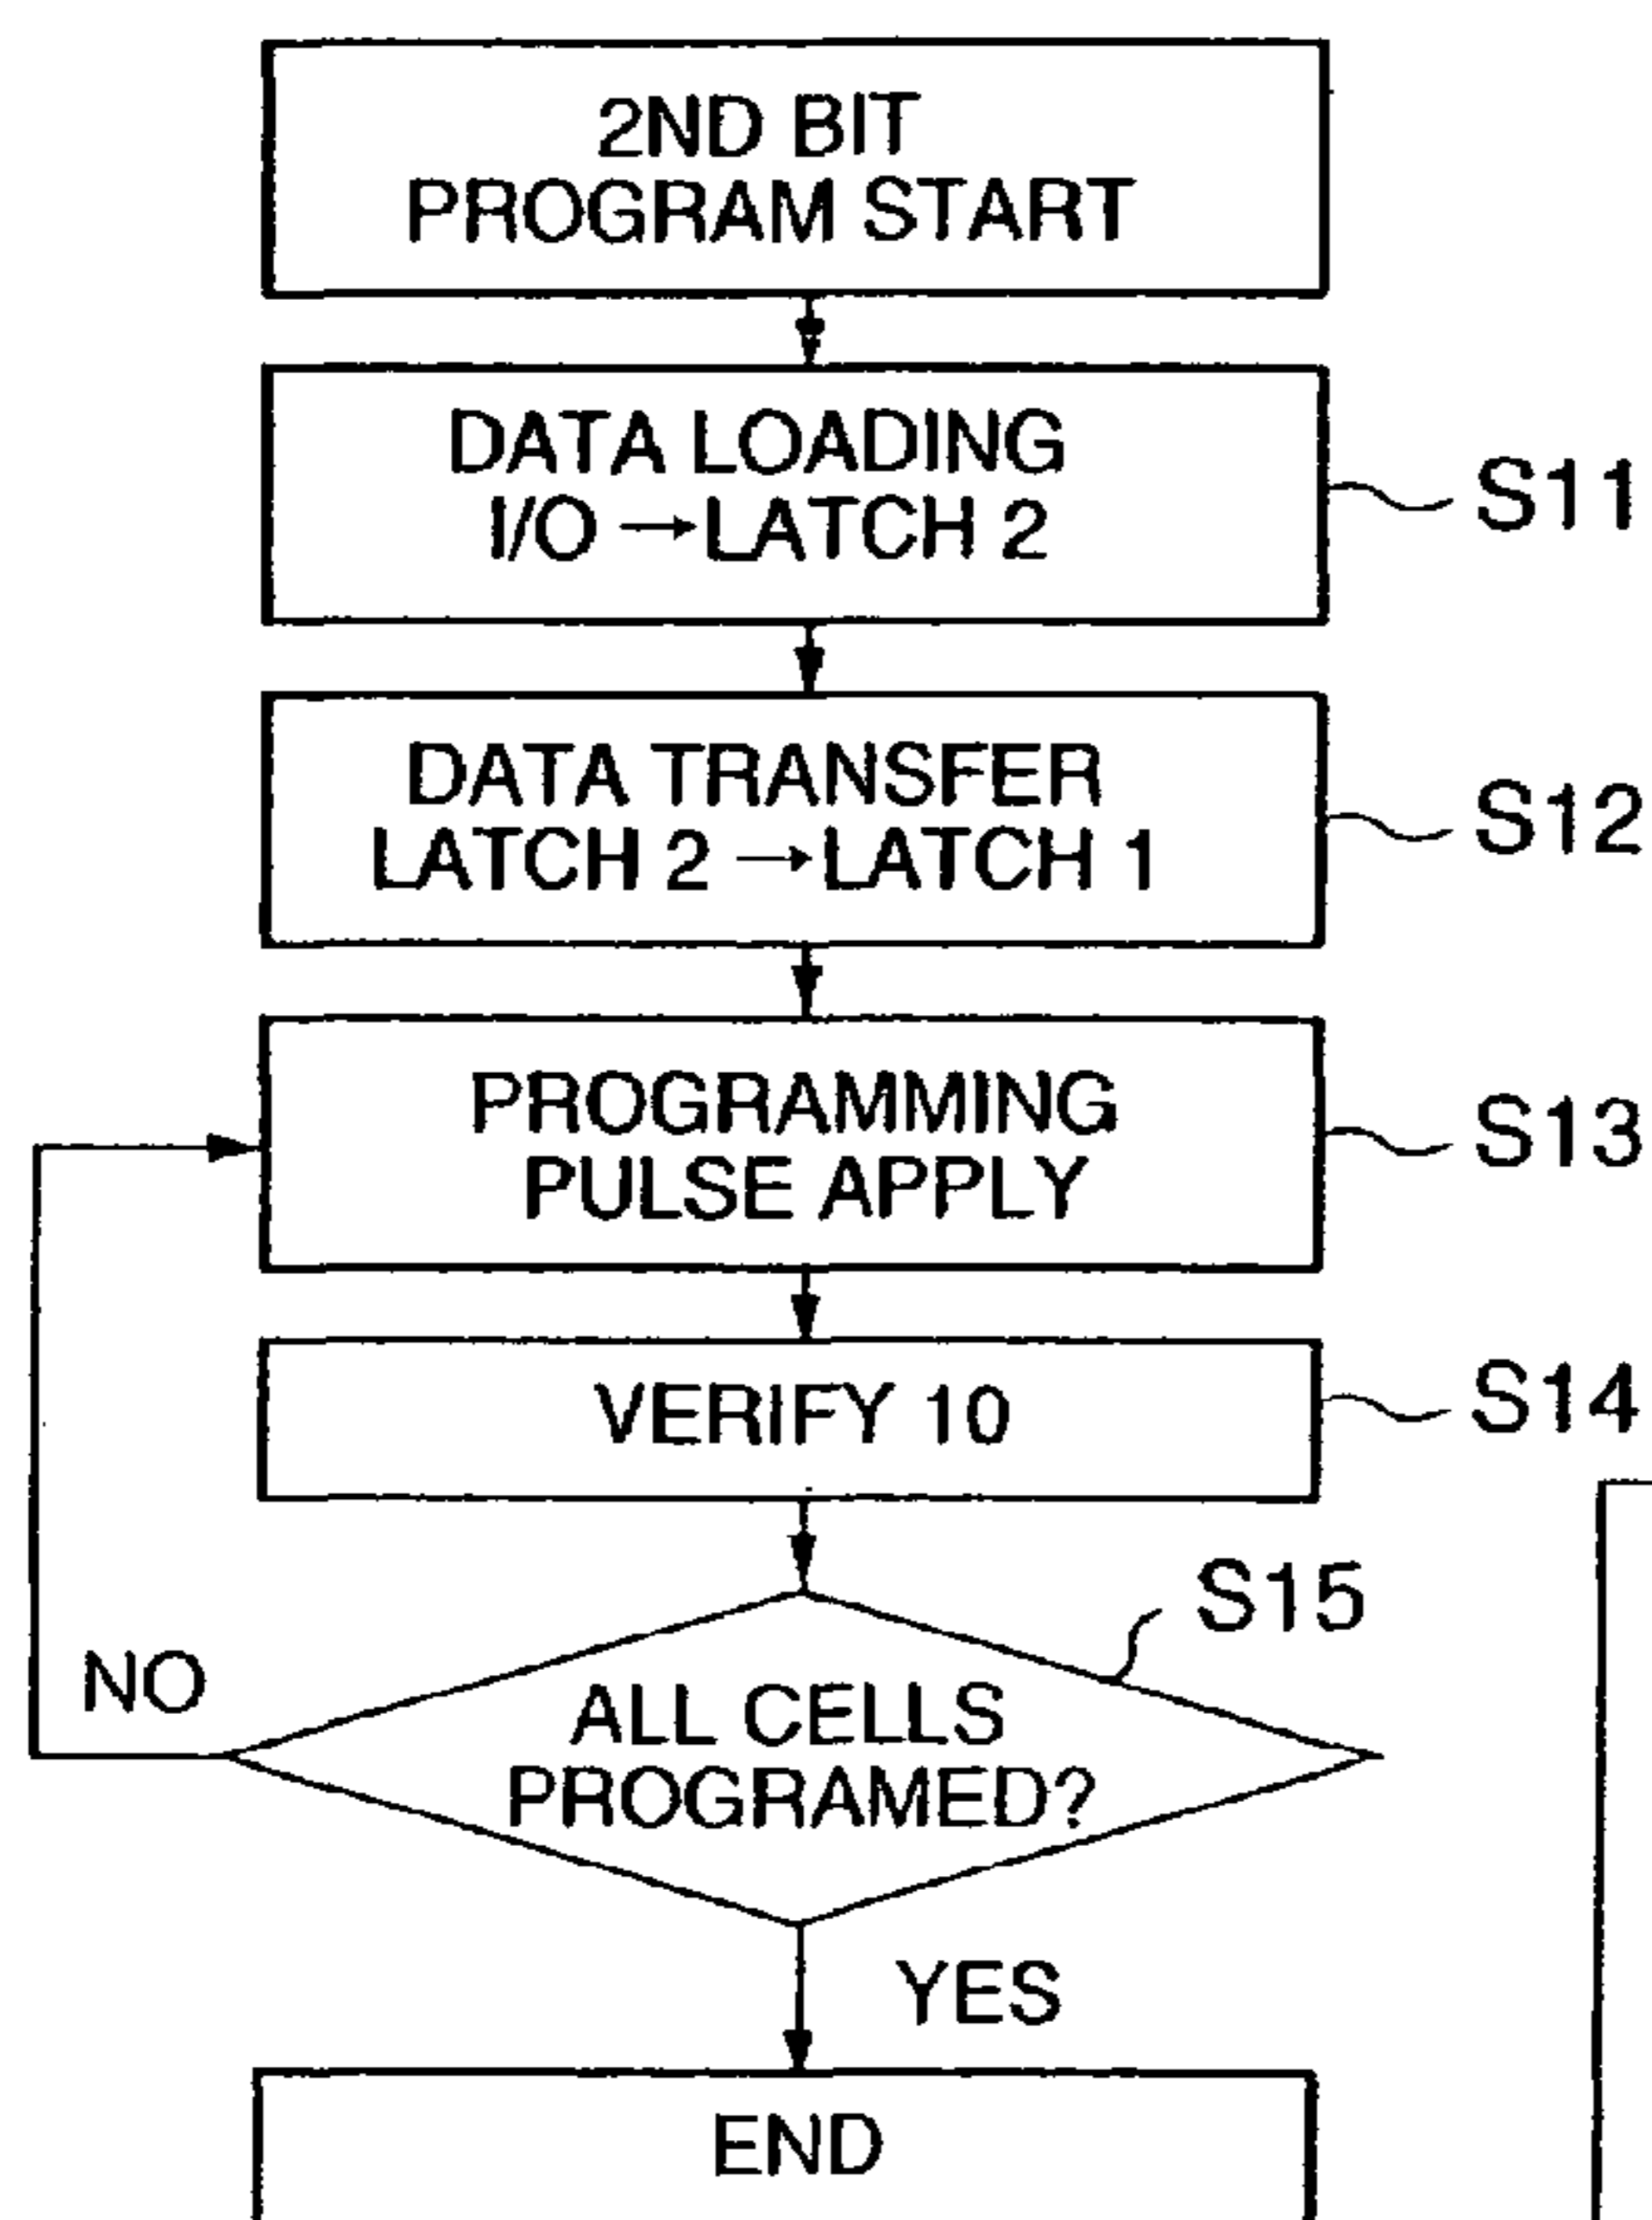 2ND BIT
PROGRAM START
DATA LOADING
I/O →LATCH 2
S11
DATA TRANSFER
LATCH 2 →LATCH 1
S12
PROGRAMMING
PULSE APPLY
S13
VERIFY 10
S14
S15
NO
ALL CELLS
PROGRAMED?
YES
END